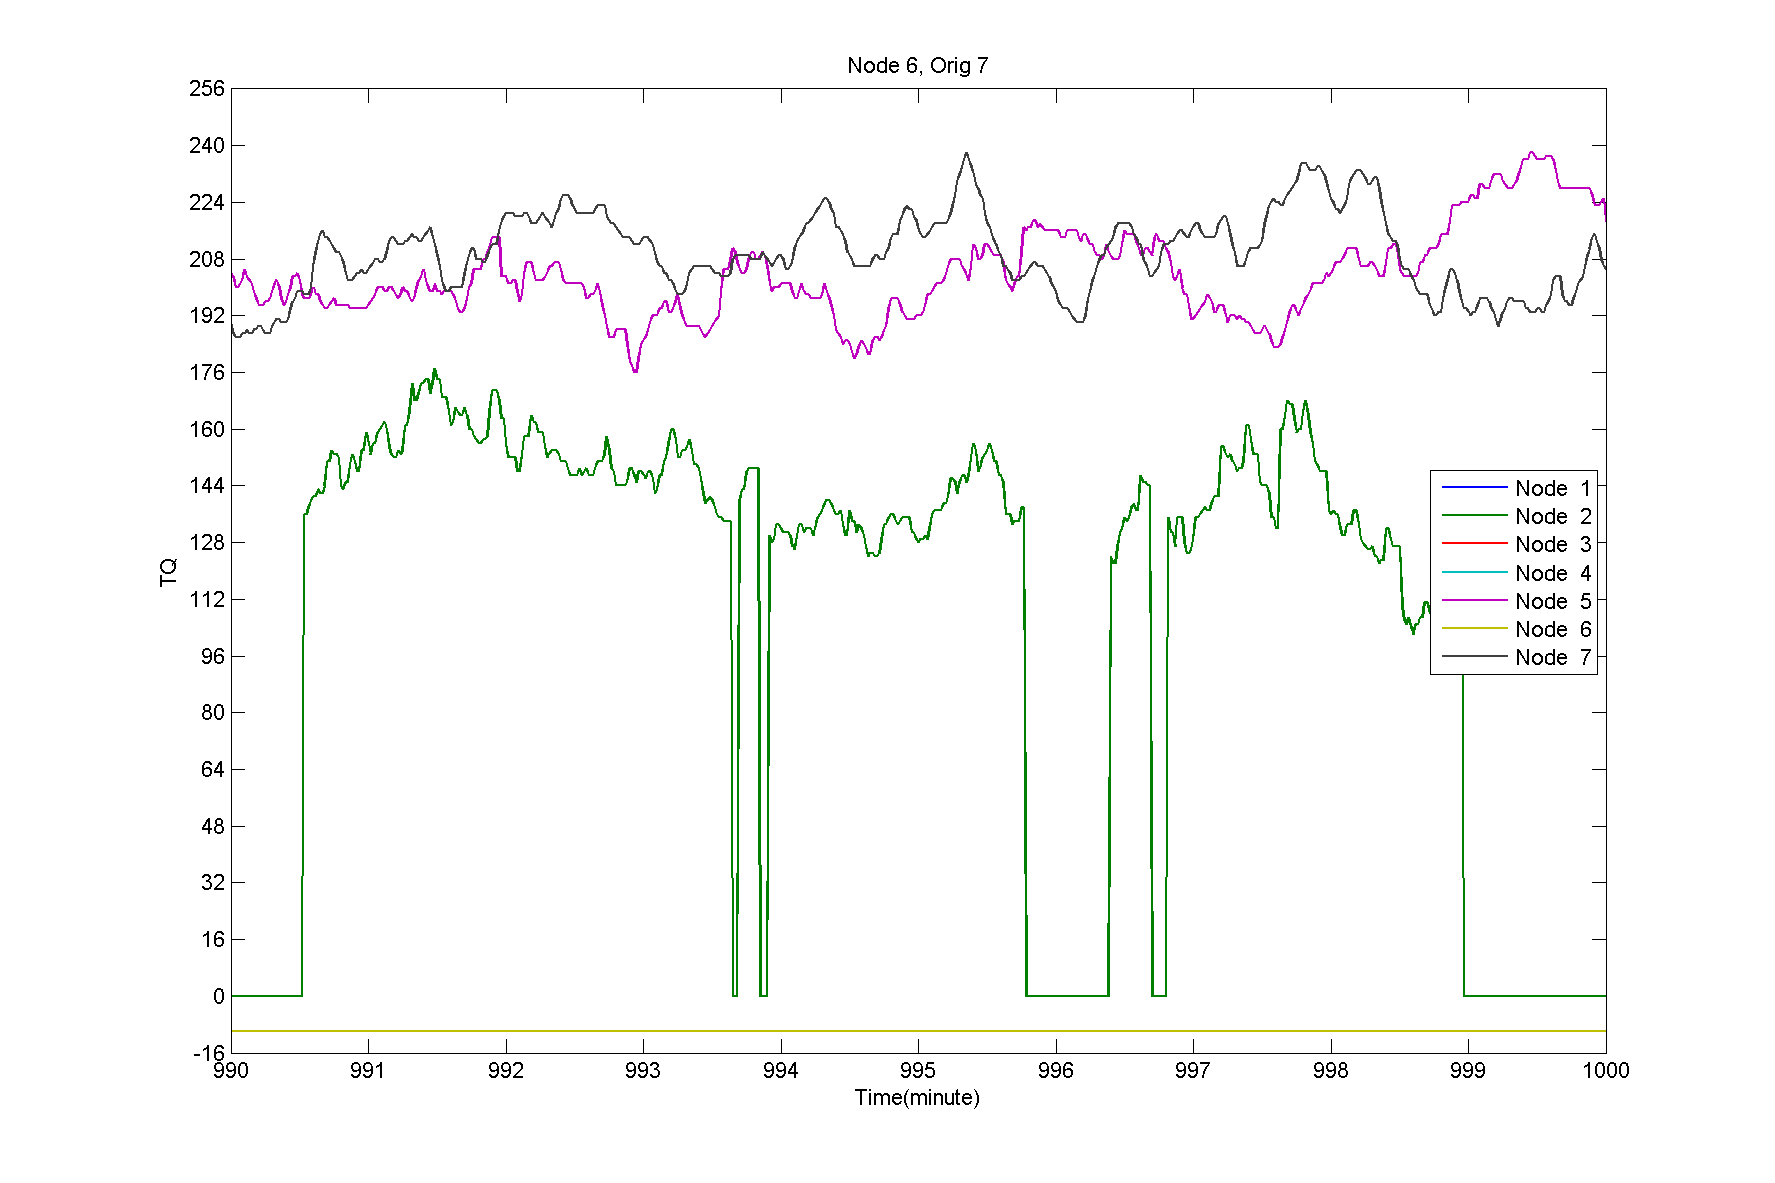 Node 6, Orig 7
256
240
224
208
192
176
160
144
128
112
96
80
64
48
32
16
0
-16
TQ
Node 1
Node 2
Node 3
Node 4
Node 5
Node 6
Node 7
990 991 992 993 994 995 996 997 998 999 1000
Time(minute)